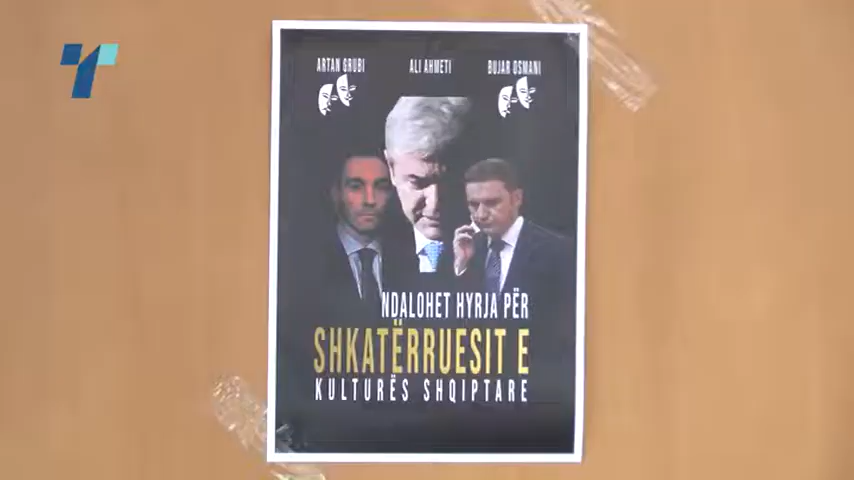 ARTAN GRUBI ALI AHMETI BUJAR OSMANI
NDALOHET HYRJA PËR
SHKATËRRUESIT E
KULTURËS SHQIPTARE